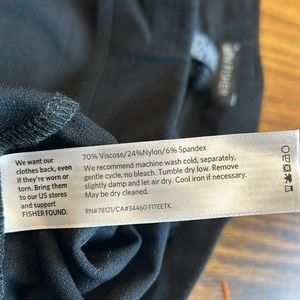 We want our
clothes back, even
if they're worn or
torn. Bring them
to our US stores
and support
FISHER FOUND.
70% Viscose/24%Nylon/6% Spandex
We recommend machine wash cold, separately,
gentle cycle, no bleach. Tumble dry low. Remove
slightly damp and let air dry. Cool iron if necessary.
May be dry cleaned.
RN#78121/CA#34460 F17EETK